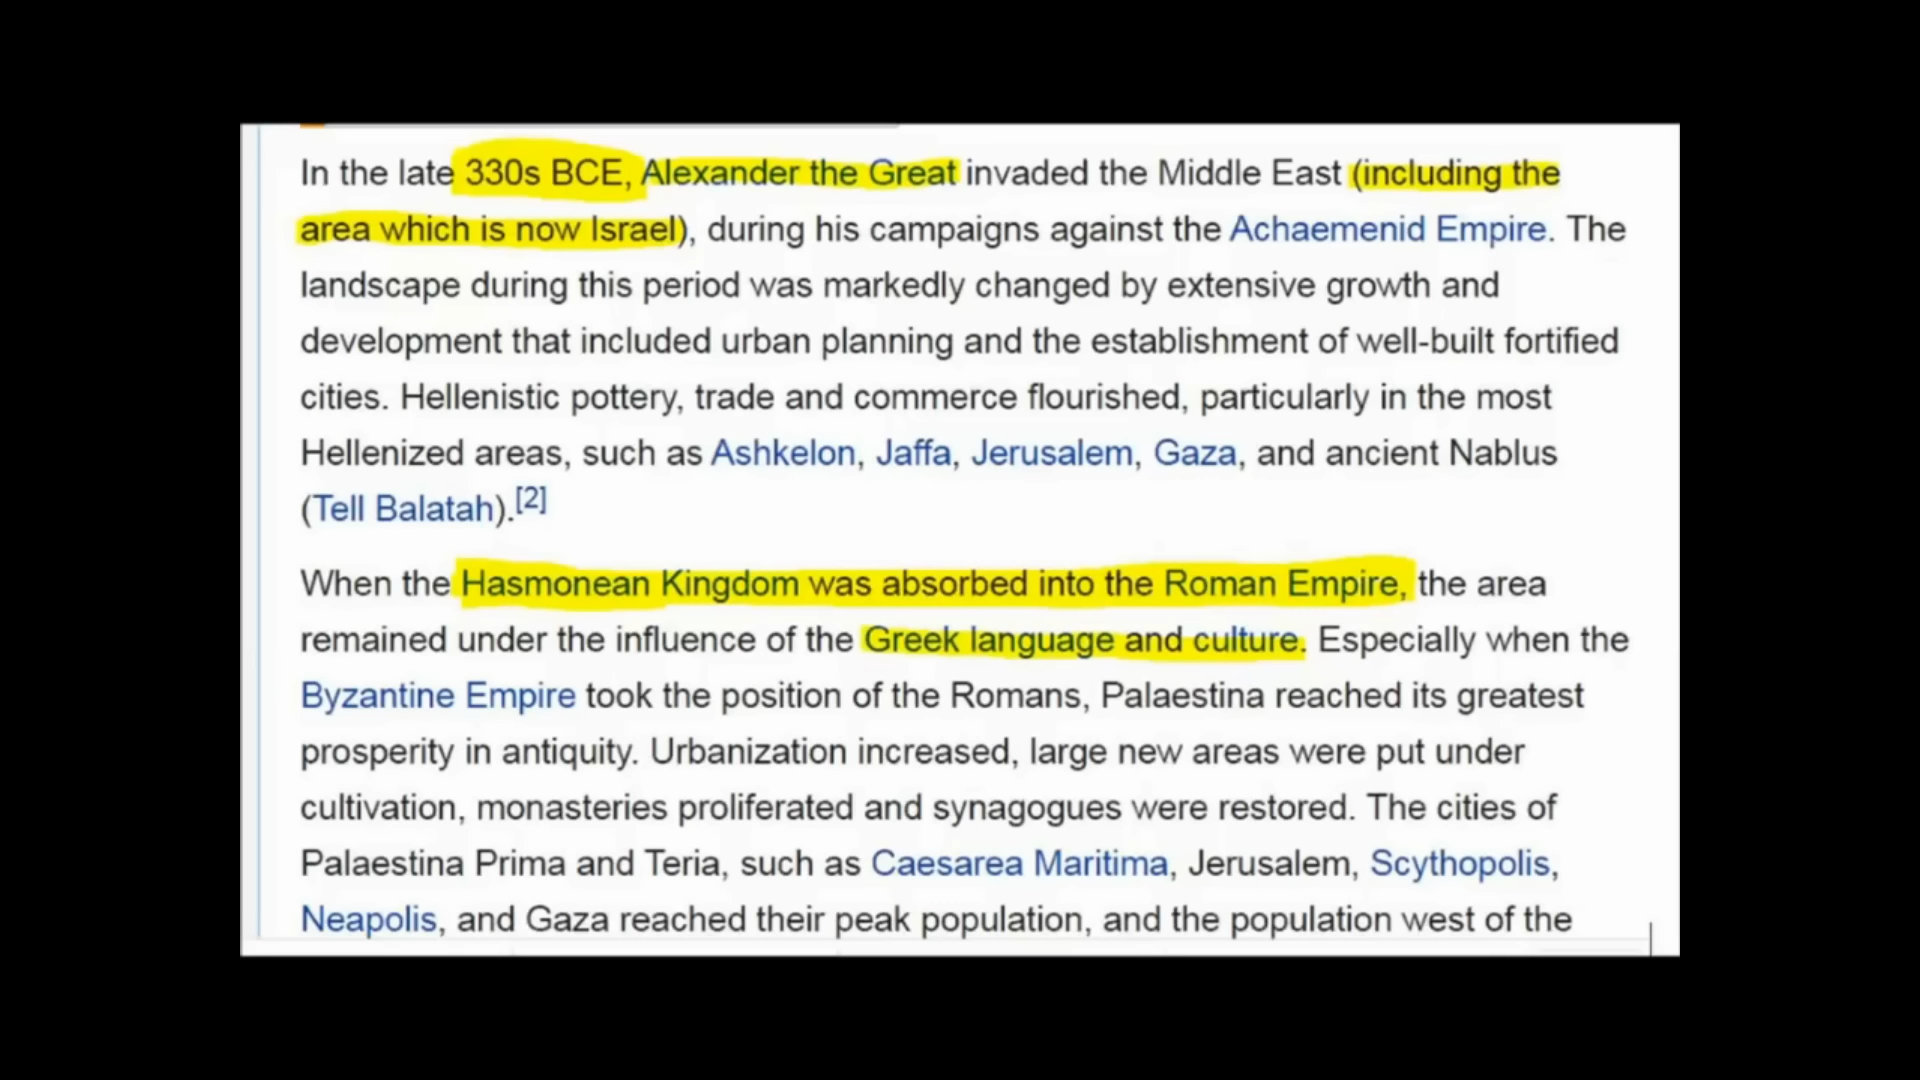 In the late 330s BCE, Alexander the Great invaded the Middle East (including the
area which is now Israel), during his campaigns against the Achaemenid Empire. The
landscape during this period was markedly changed by extensive growth and
development that included urban planning and the establishment of well-built fortified
cities. Hellenistic pottery, trade and commerce flourished, particularly in the most
Hellenized areas, such as Ashkelon, Jaffa, Jerusalem, Gaza, and ancient Nablus
(Tell Balatah).[2]
When the Hasmonean Kingdom was absorbed into the Roman Empire, the area
remained under the influence of the Greek language and culture. Especially when the
Byzantine Empire took the position of the Romans, Palaestina reached its greatest
prosperity in antiquity. Urbanization increased, large new areas were put under
cultivation, monasteries proliferated and synagogues were restored. The cities of
Palaestina Prima and Teria, such as Caesarea Maritima, Jerusalem, Scythopolis,
Neapolis, and Gaza reached their peak population, and the population west of the